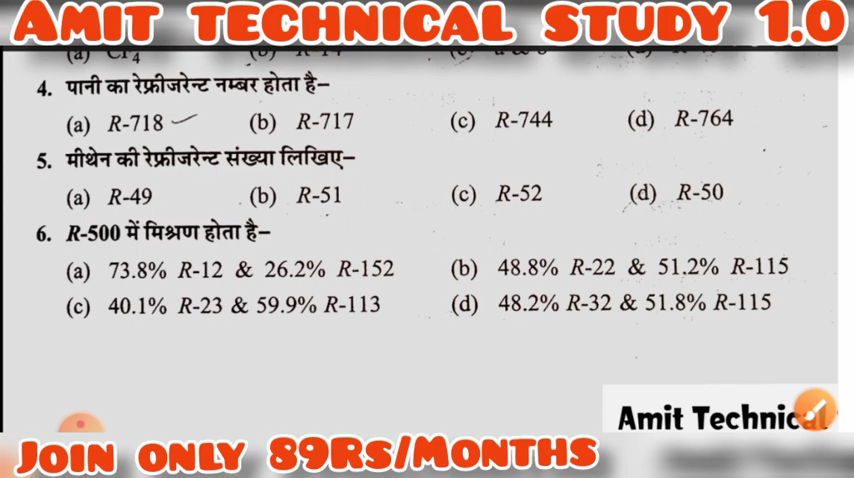 AMIT TECHNICAL STUDY 1.0
4. पानी का रेफ्रीजरेन्ट नम्बर होता है–
(a) R-718 (b) R-717 (c) R-744 (d) R-764
5. मीथेन की रेफ्रीजरेन्ट संख्या लिखिए–
(a) R-49 (b) R-51 (c) R-52 (d) R-50
6. R-500 में मिश्रण होता है–
(a) 73.8% R-12 & 26.2% R-152 (b) 48.8% R-22 & 51.2% R-115
(c) 40.1% R-23 & 59.9% R-113 (d) 48.2% R-32 & 51.8% R-115
Amit Technical
JOIN ONLY 89RS/MONTHS